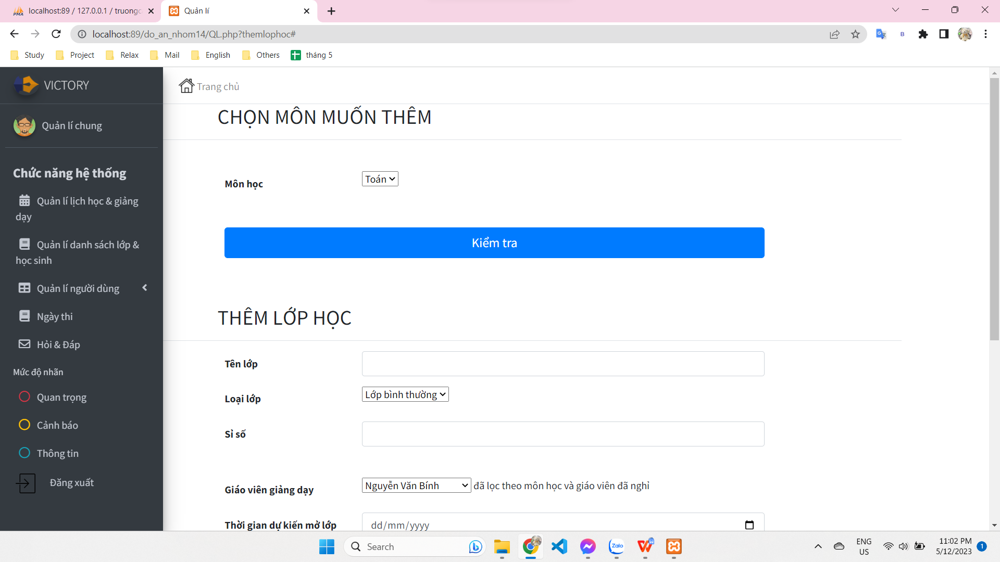 localhost:89 / 127.0.0.1 / truongc
Quản lí
localhost:89/do_an_nhom14/QL.php?themlophoc#
Study
Project
Relax
Mail
English
Others
tháng 5
VICTORY
Trang chủ
Quản lí chung
Chức năng hệ thống
Quản lí lịch học & giảng
dạy
Quản lí danh sách lớp &
học sinh
Quản lí người dùng
Ngày thi
Hỏi & Đáp
Mức độ nhãn
Quan trọng
Cảnh báo
Thông tin
Đăng xuất
CHỌN MÔN MUỐN THÊM
Môn học
Toán
Kiểm tra
THÊM LỚP HỌC
Tên lớp
Loại lớp
Lớp bình thường
Sỉ số
Giáo viên giảng dạy
Nguyễn Văn Bính
đã lọc theo môn học và giáo viên đã nghỉ
Thời gian dự kiến mở lớp
dd/mm/yyyy
Search
Zalo
ENG
US
11:02 PM
5/12/2023
1